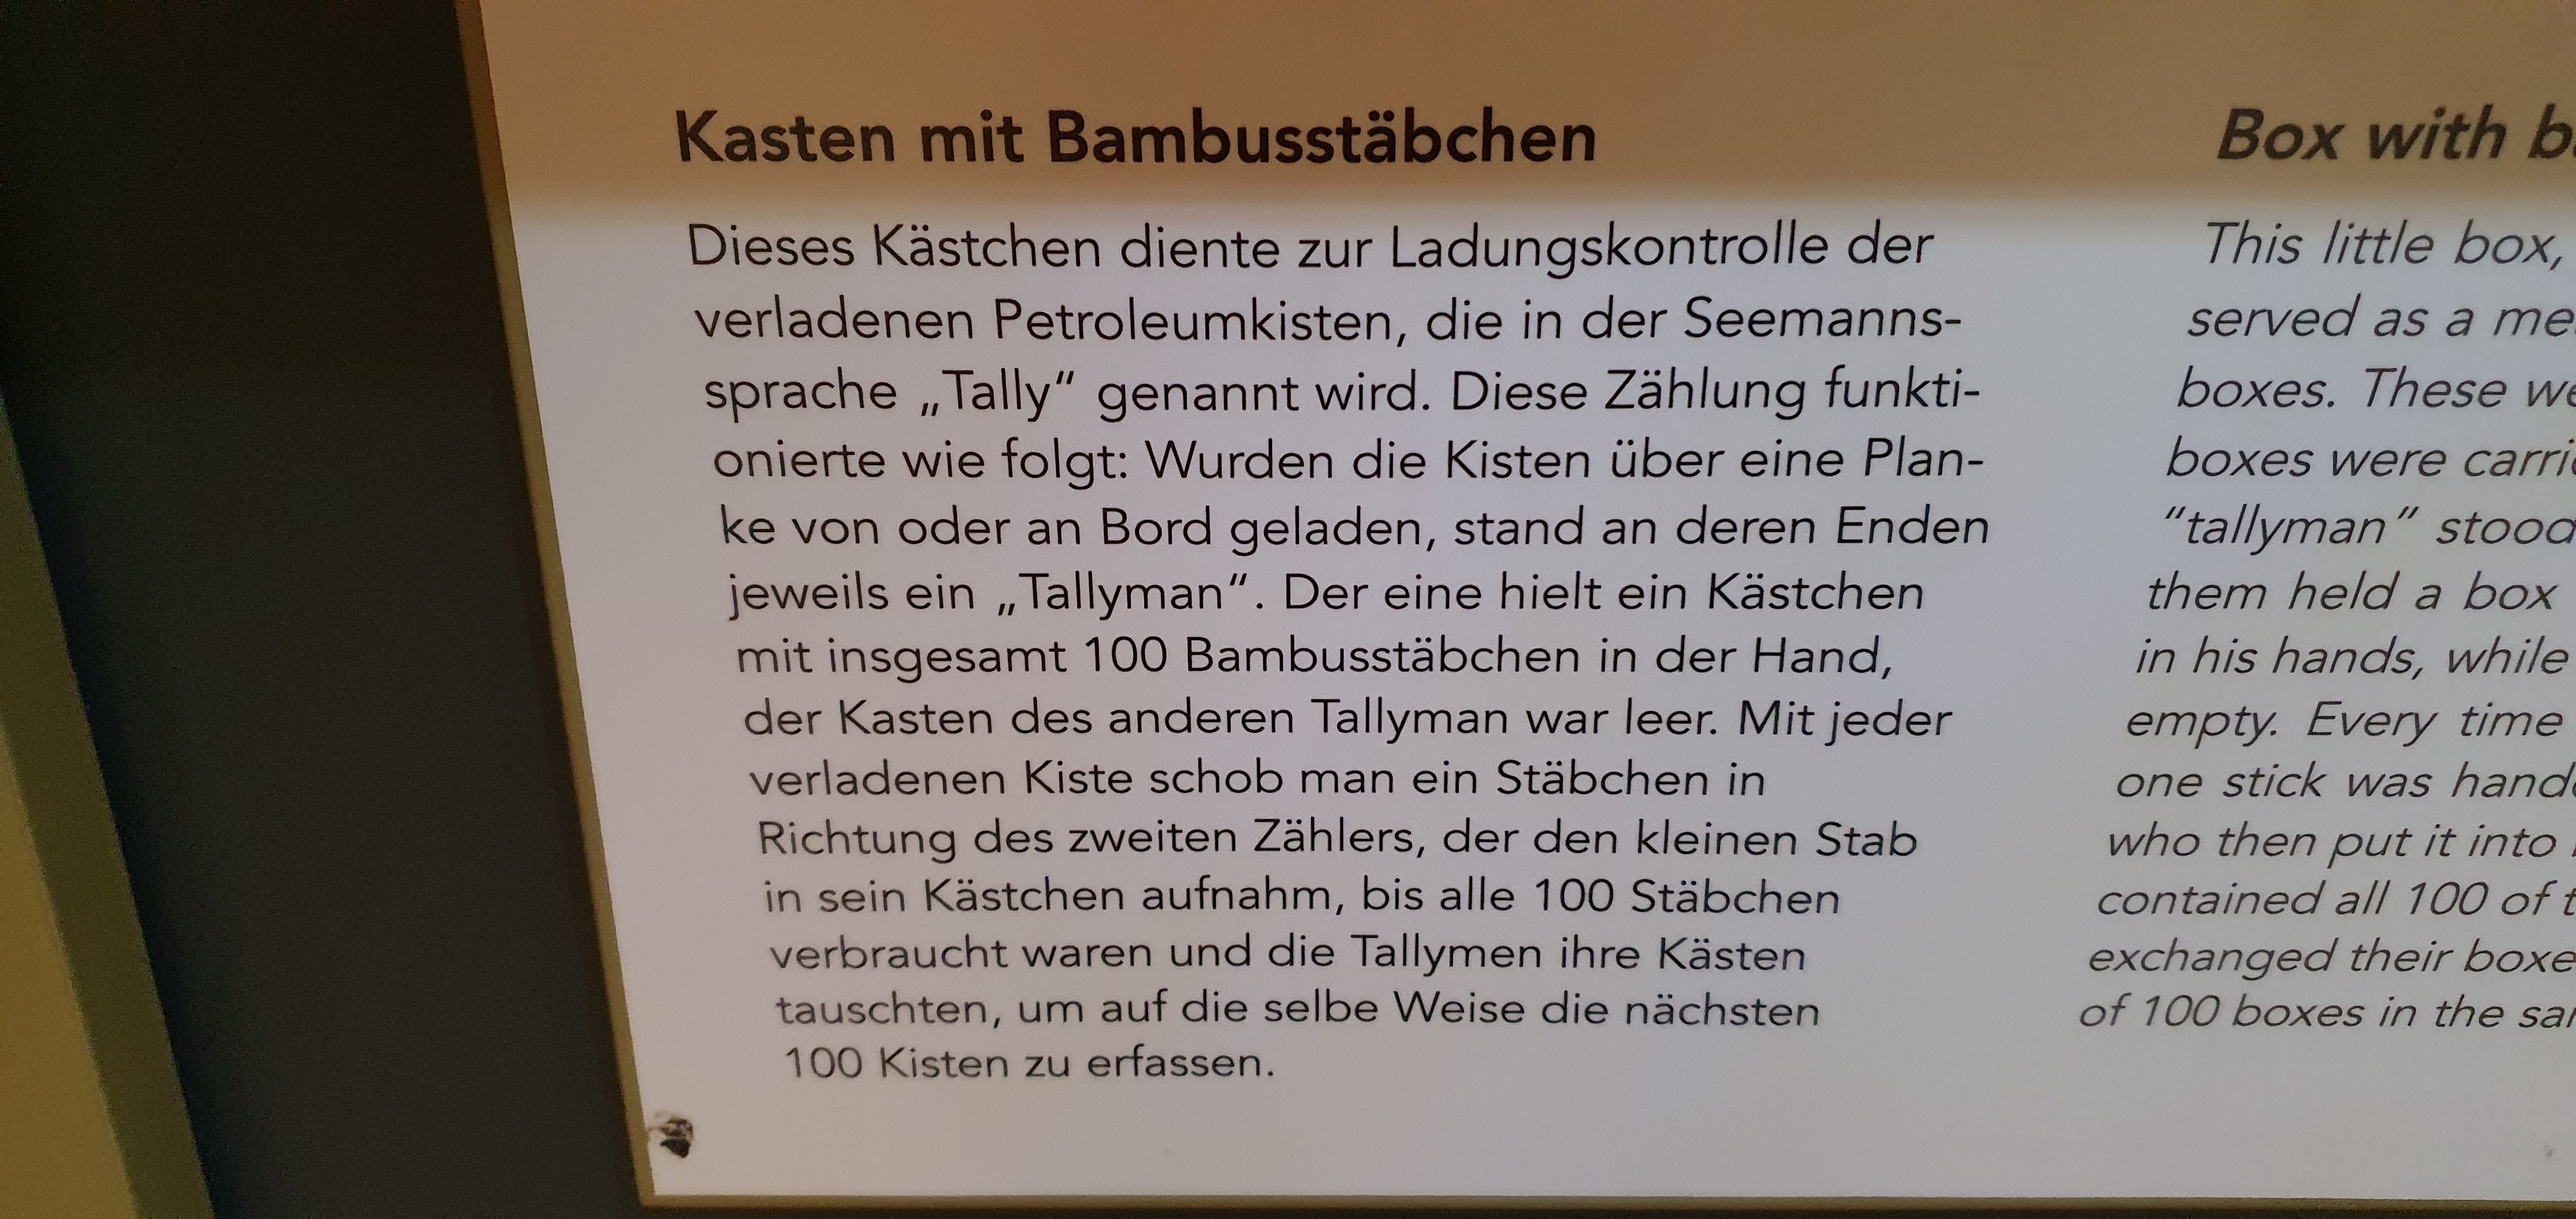 Kasten mit Bambusstäbchen
Dieses Kästchen diente zur Ladungskontrolle der
verladenen Petroleumkisten, die in der Seemanns-
sprache „Tally“ genannt wird. Diese Zählung funkti-
onierte wie folgt: Wurden die Kisten über eine Plan-
ke von oder an Bord geladen, stand an deren Enden
jeweils ein „Tallyman“. Der eine hielt ein Kästchen
mit insgesamt 100 Bambusstäbchen in der Hand,
der Kasten des anderen Tallyman war leer. Mit jeder
verladenen Kiste schob man ein Stäbchen in
Richtung des zweiten Zählers, der den kleinen Stab
in sein Kästchen aufnahm, bis alle 100 Stäbchen
verbraucht waren und die Tallymen ihre Kästen
tauschten, um auf die selbe Weise die nächsten
100 Kisten zu erfassen.
Box with
This little box,
served as a
boxes. These
boxes were
“tallyman” stood
them held a box
in his hands, while
empty. Every time
one stick was
who then put it into
contained all 100 of
exchanged their
of 100 boxes in the